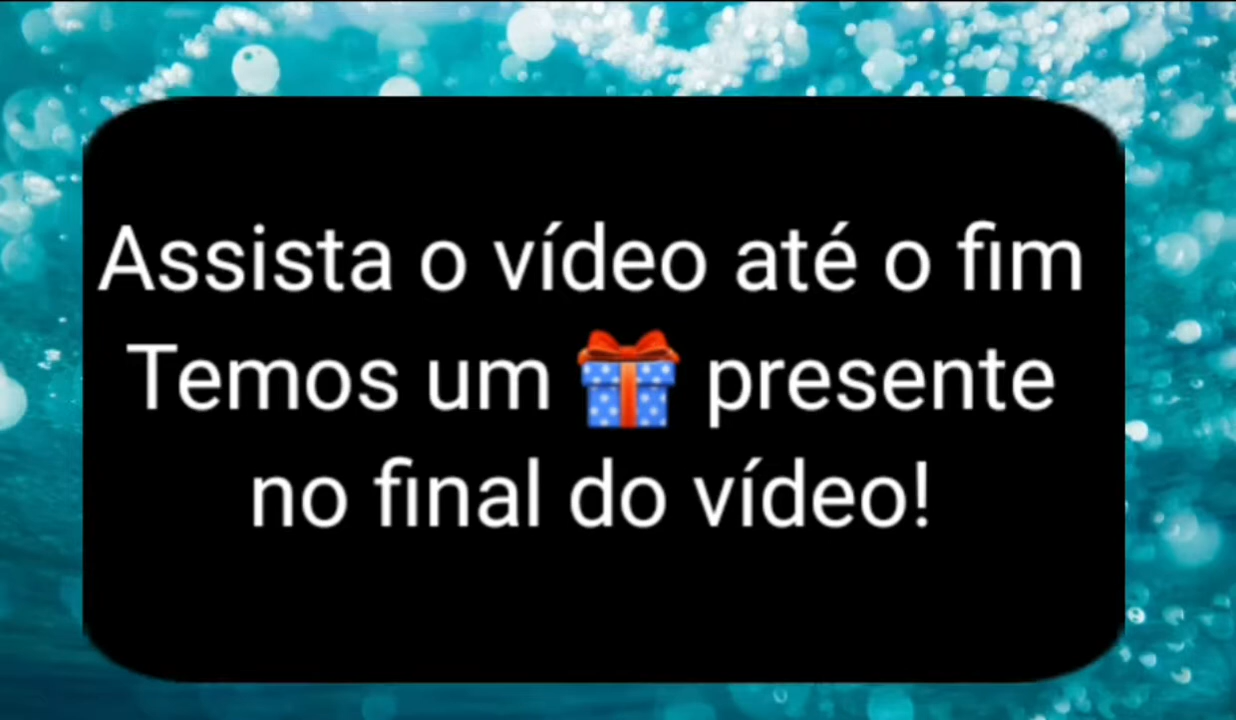 Assista o vídeo até o fim
Temos um 🎁 presente
no final do vídeo!